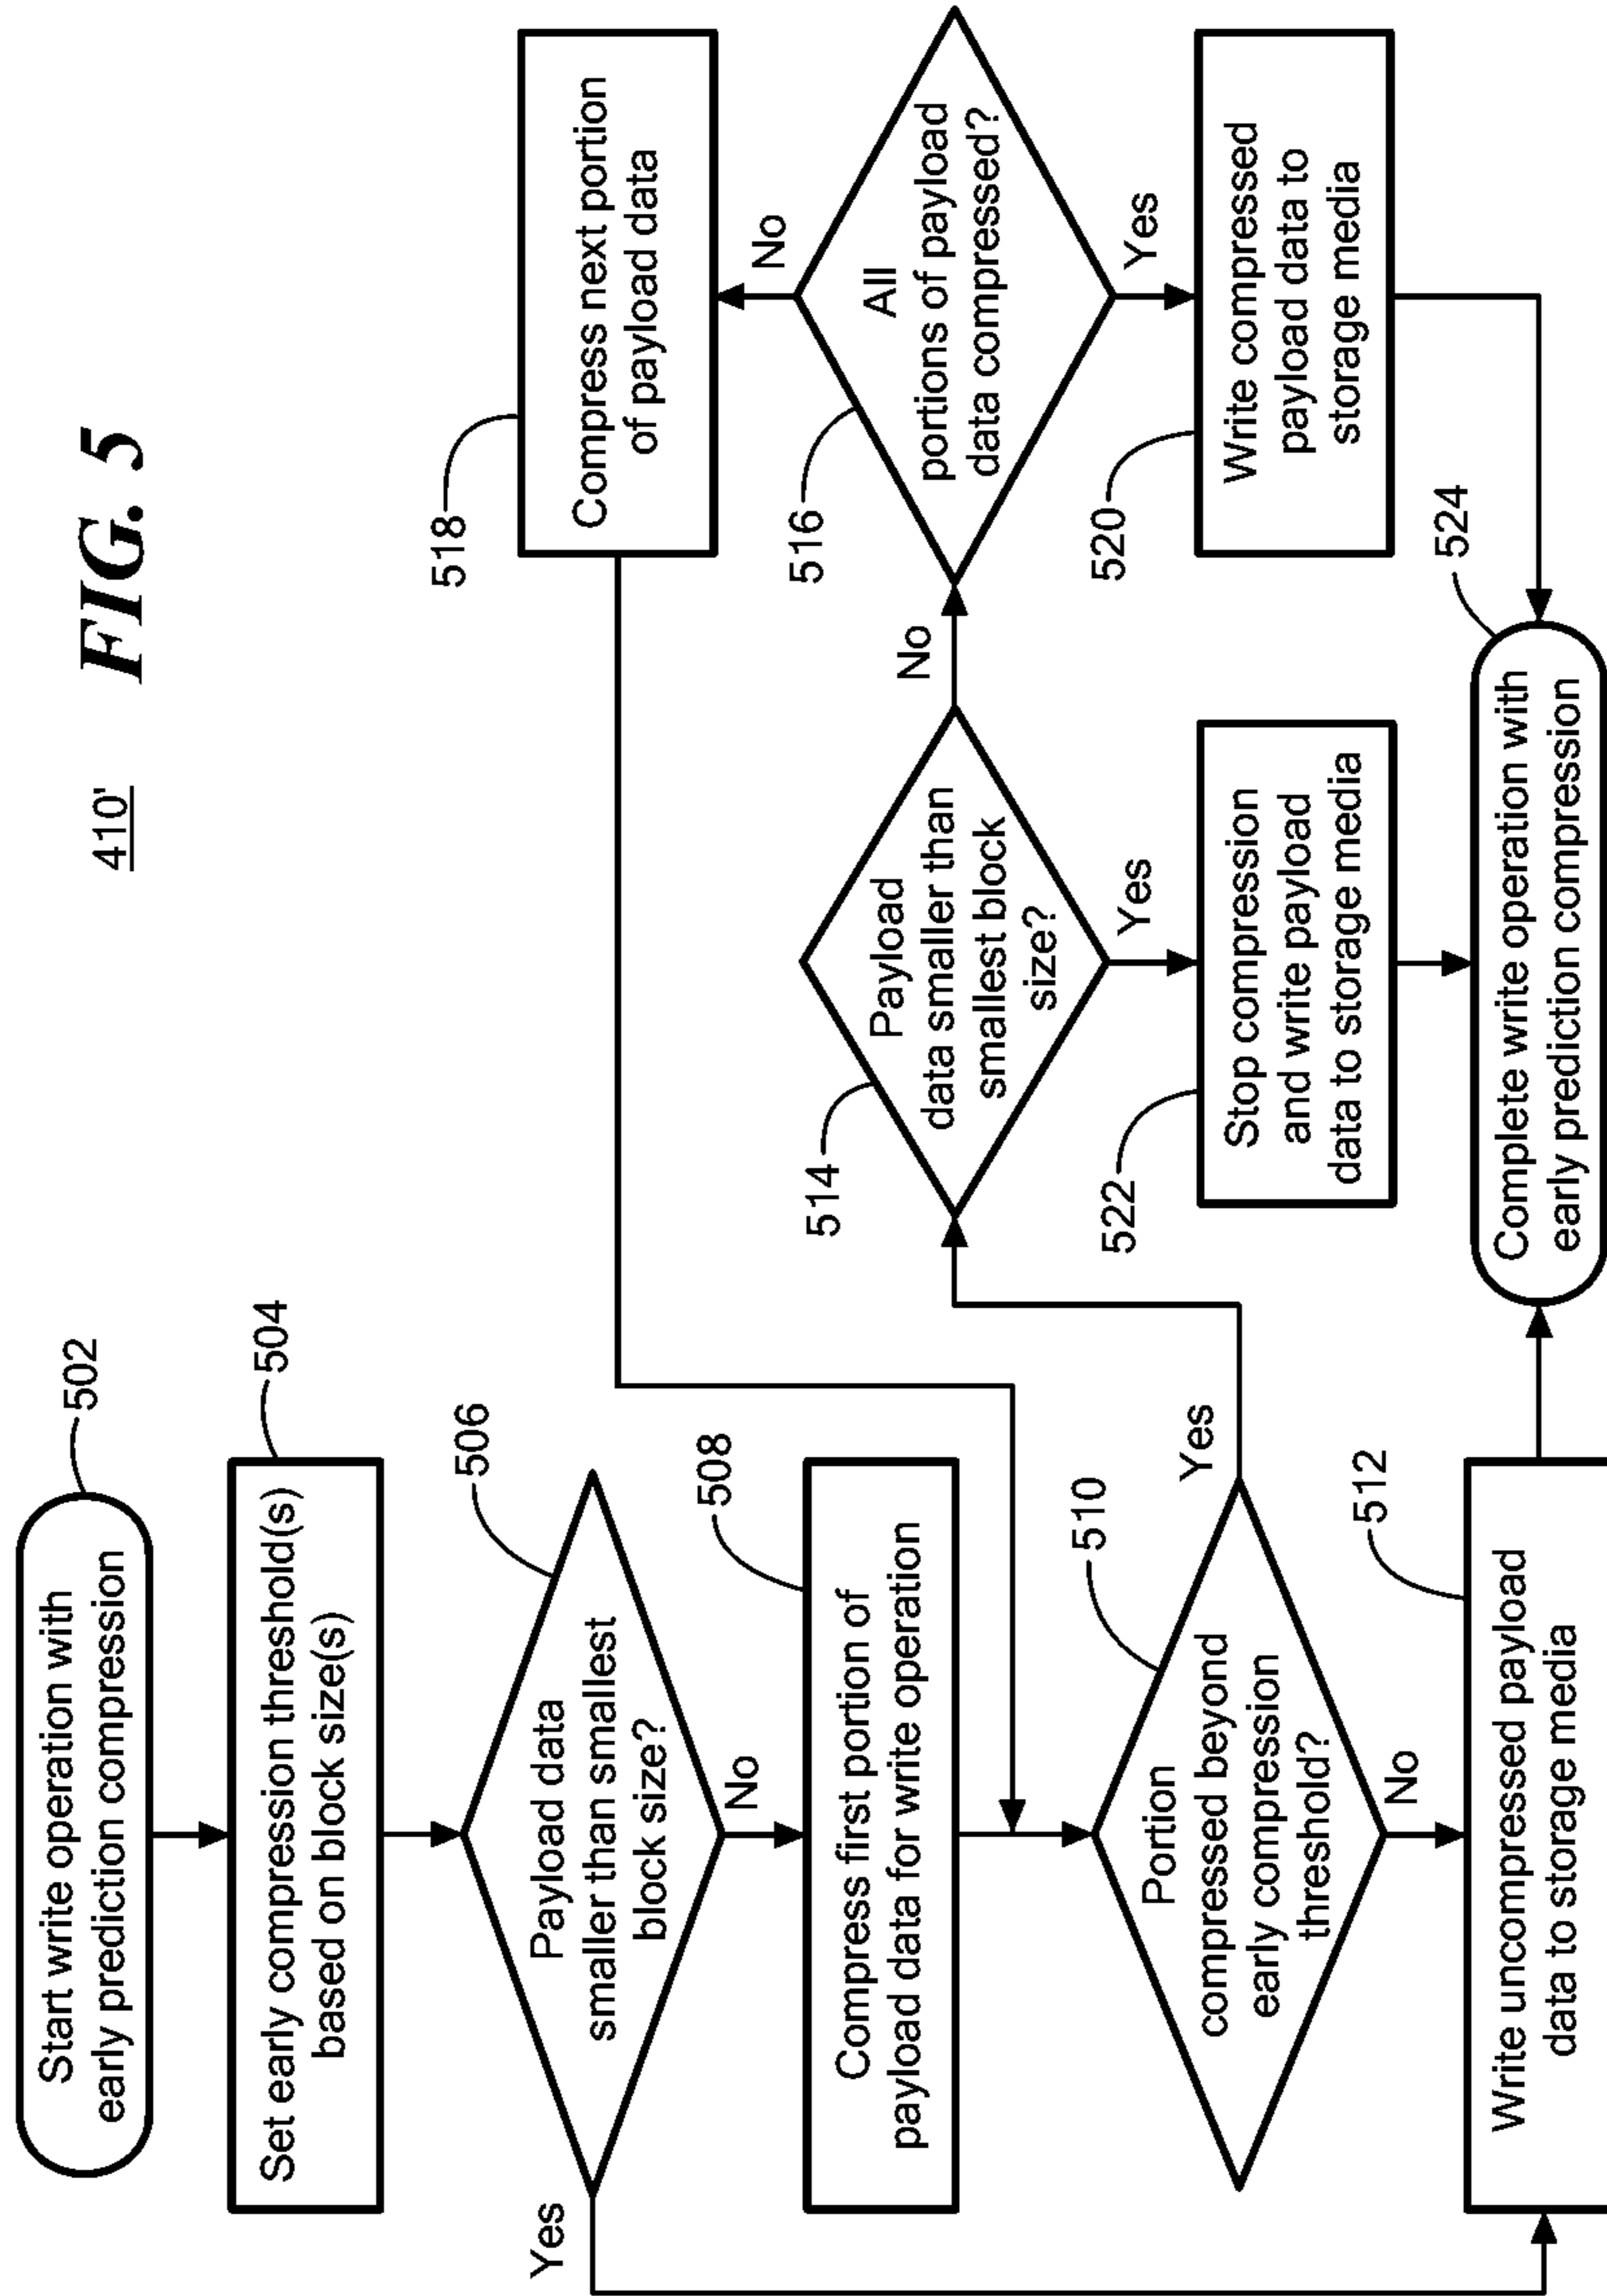 410'
FIG. 5
Start write operation with
early prediction compression
502
Set early compression threshold(s)
based on block size(s)
504
Payload data
smaller than smallest
block size?
506
Yes
No
Compress first portion of
payload data for write operation
508
Portion
compressed beyond
early compression
threshold?
510
Yes
No
Write uncompressed payload
data to storage media
512
Payload
data smaller than
smallest block
size?
514
No
Yes
Stop compression
and write payload
data to storage media
522
Compress next portion
of payload data
518
No
All
portions of payload
data compressed?
516
Yes
Write compressed
payload data to
storage media
520
Complete write operation with
early prediction compression
524